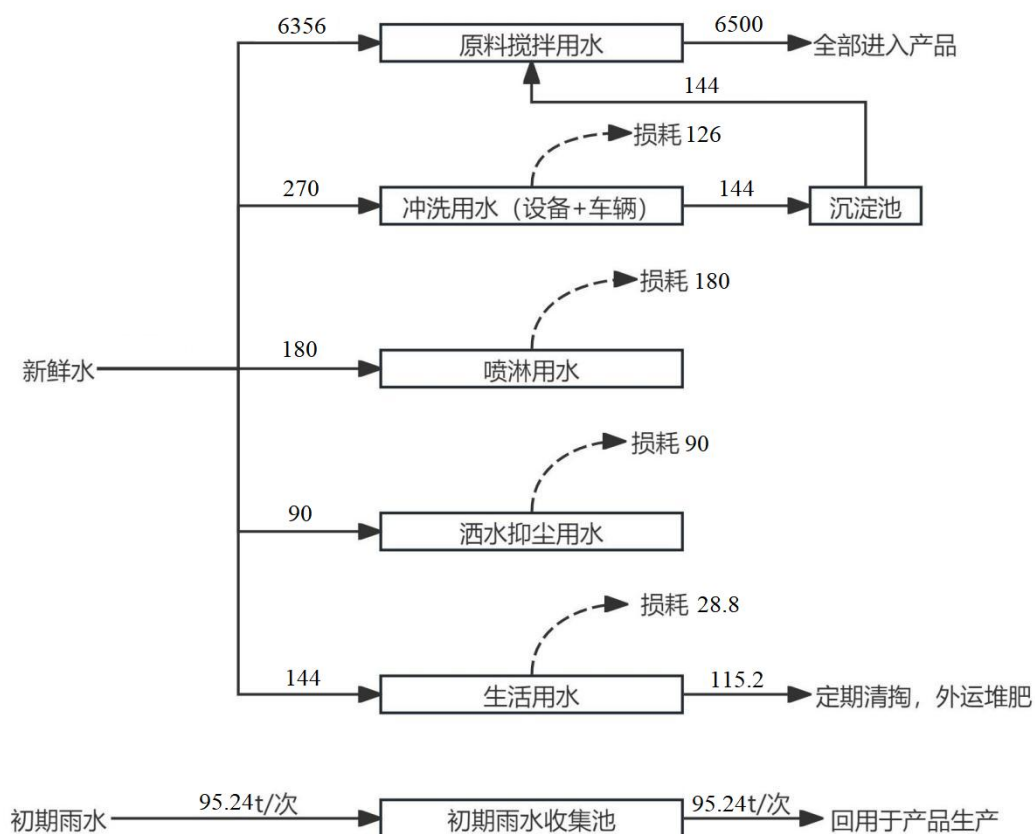 6356
原料搅拌用水
6500
全部进入产品
144
损耗 126
270
冲洗用水（设备+车辆）
144
沉淀池
损耗 180
新鲜水
180
喷淋用水
损耗 90
90
洒水抑尘用水
损耗 28.8
144
生活用水
115.2
定期清掏，外运堆肥
初期雨水
95.24t/次
初期雨水收集池
95.24t/次
回用于产品生产